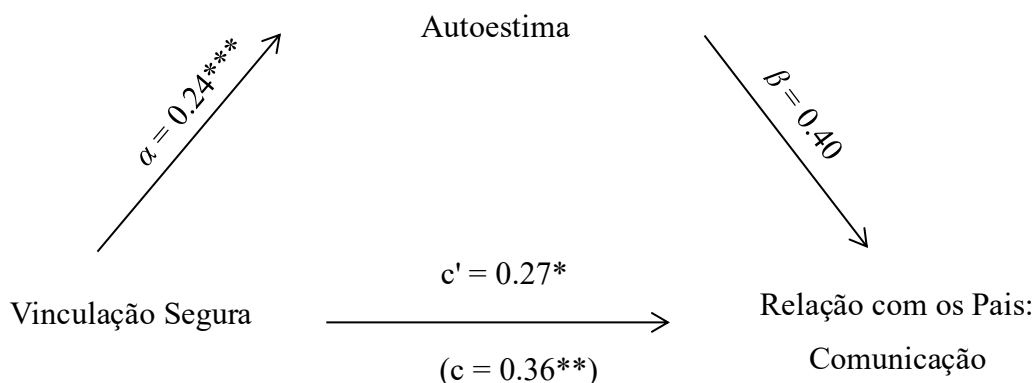 Autoestima
α = 0.24***
β = 0.40
c' = 0.27*
Vinculação Segura
Relação com os Pais:
Comunicação
(c = 0.36**)